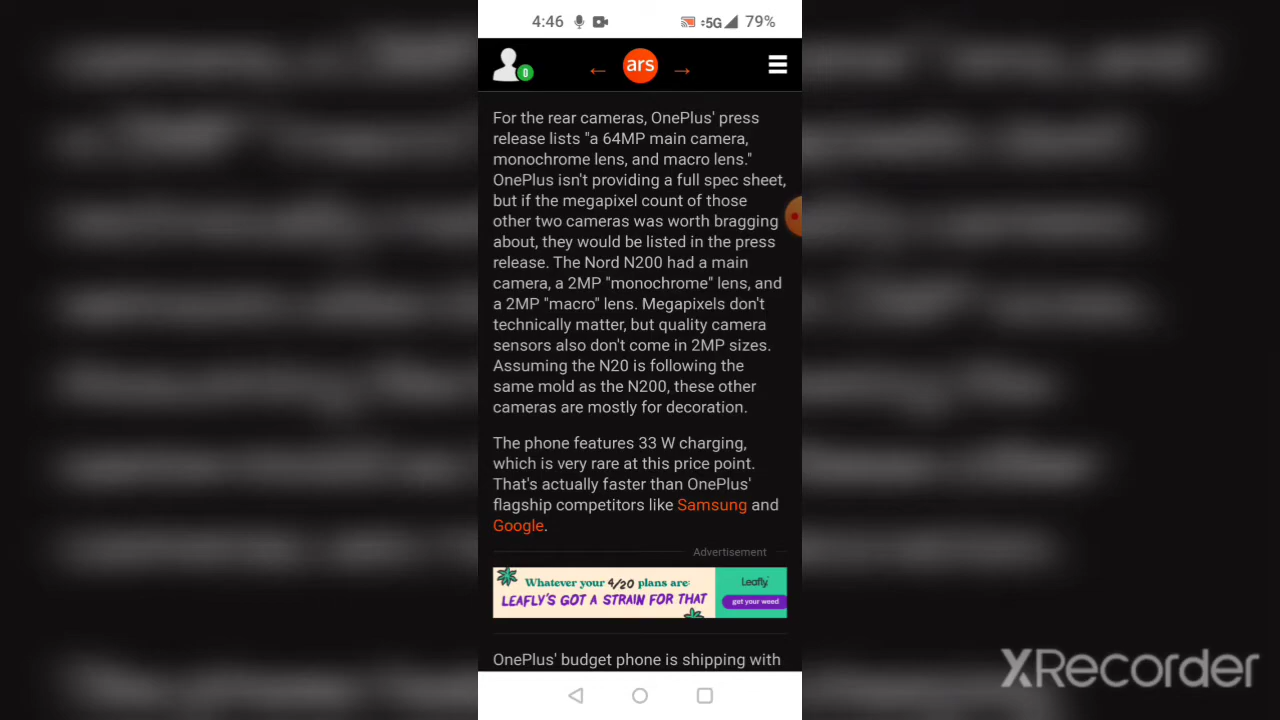 4:46 5G 79%
0 ← ars →
For the rear cameras, OnePlus' press
release lists "a 64MP main camera,
monochrome lens, and macro lens."
OnePlus isn't providing a full spec sheet,
but if the megapixel count of those
other two cameras was worth bragging
about, they would be listed in the press
release. The Nord N200 had a main
camera, a 2MP "monochrome" lens, and
a 2MP "macro" lens. Megapixels don't
technically matter, but quality camera
sensors also don't come in 2MP sizes.
Assuming the N20 is following the
same mold as the N200, these other
cameras are mostly for decoration.
The phone features 33 W charging,
which is very rare at this price point.
That's actually faster than OnePlus'
flagship competitors like Samsung and
Google.
Advertisement
Whatever your 4/20 plans are:
LEAFLY'S GOT A STRAIN FOR THAT
Leafly
get your weed
OnePlus' budget phone is shipping with
XRecorder